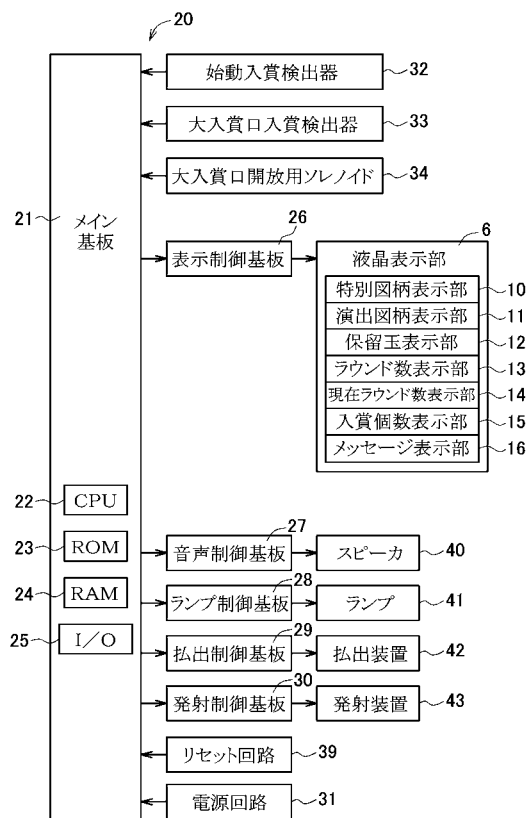 20
始動入賞検出器 32
大入賞口入賞検出器 33
大入賞口開放用ソレノイド 34
21 メイン
基板
26
表示制御基板
6
液晶表示部
特別図柄表示部 10
演出図柄表示部 11
保留玉表示部 12
ラウンド数表示部 13
現在ラウンド数表示部 14
入賞個数表示部 15
メッセージ表示部 16
22 CPU
23 ROM
24 RAM
25 I/O
27
音声制御基板 スピーカ 40
28
ランプ制御基板 ランプ 41
29
払出制御基板 払出装置 42
30
発射制御基板 発射装置 43
リセット回路 39
電源回路 31